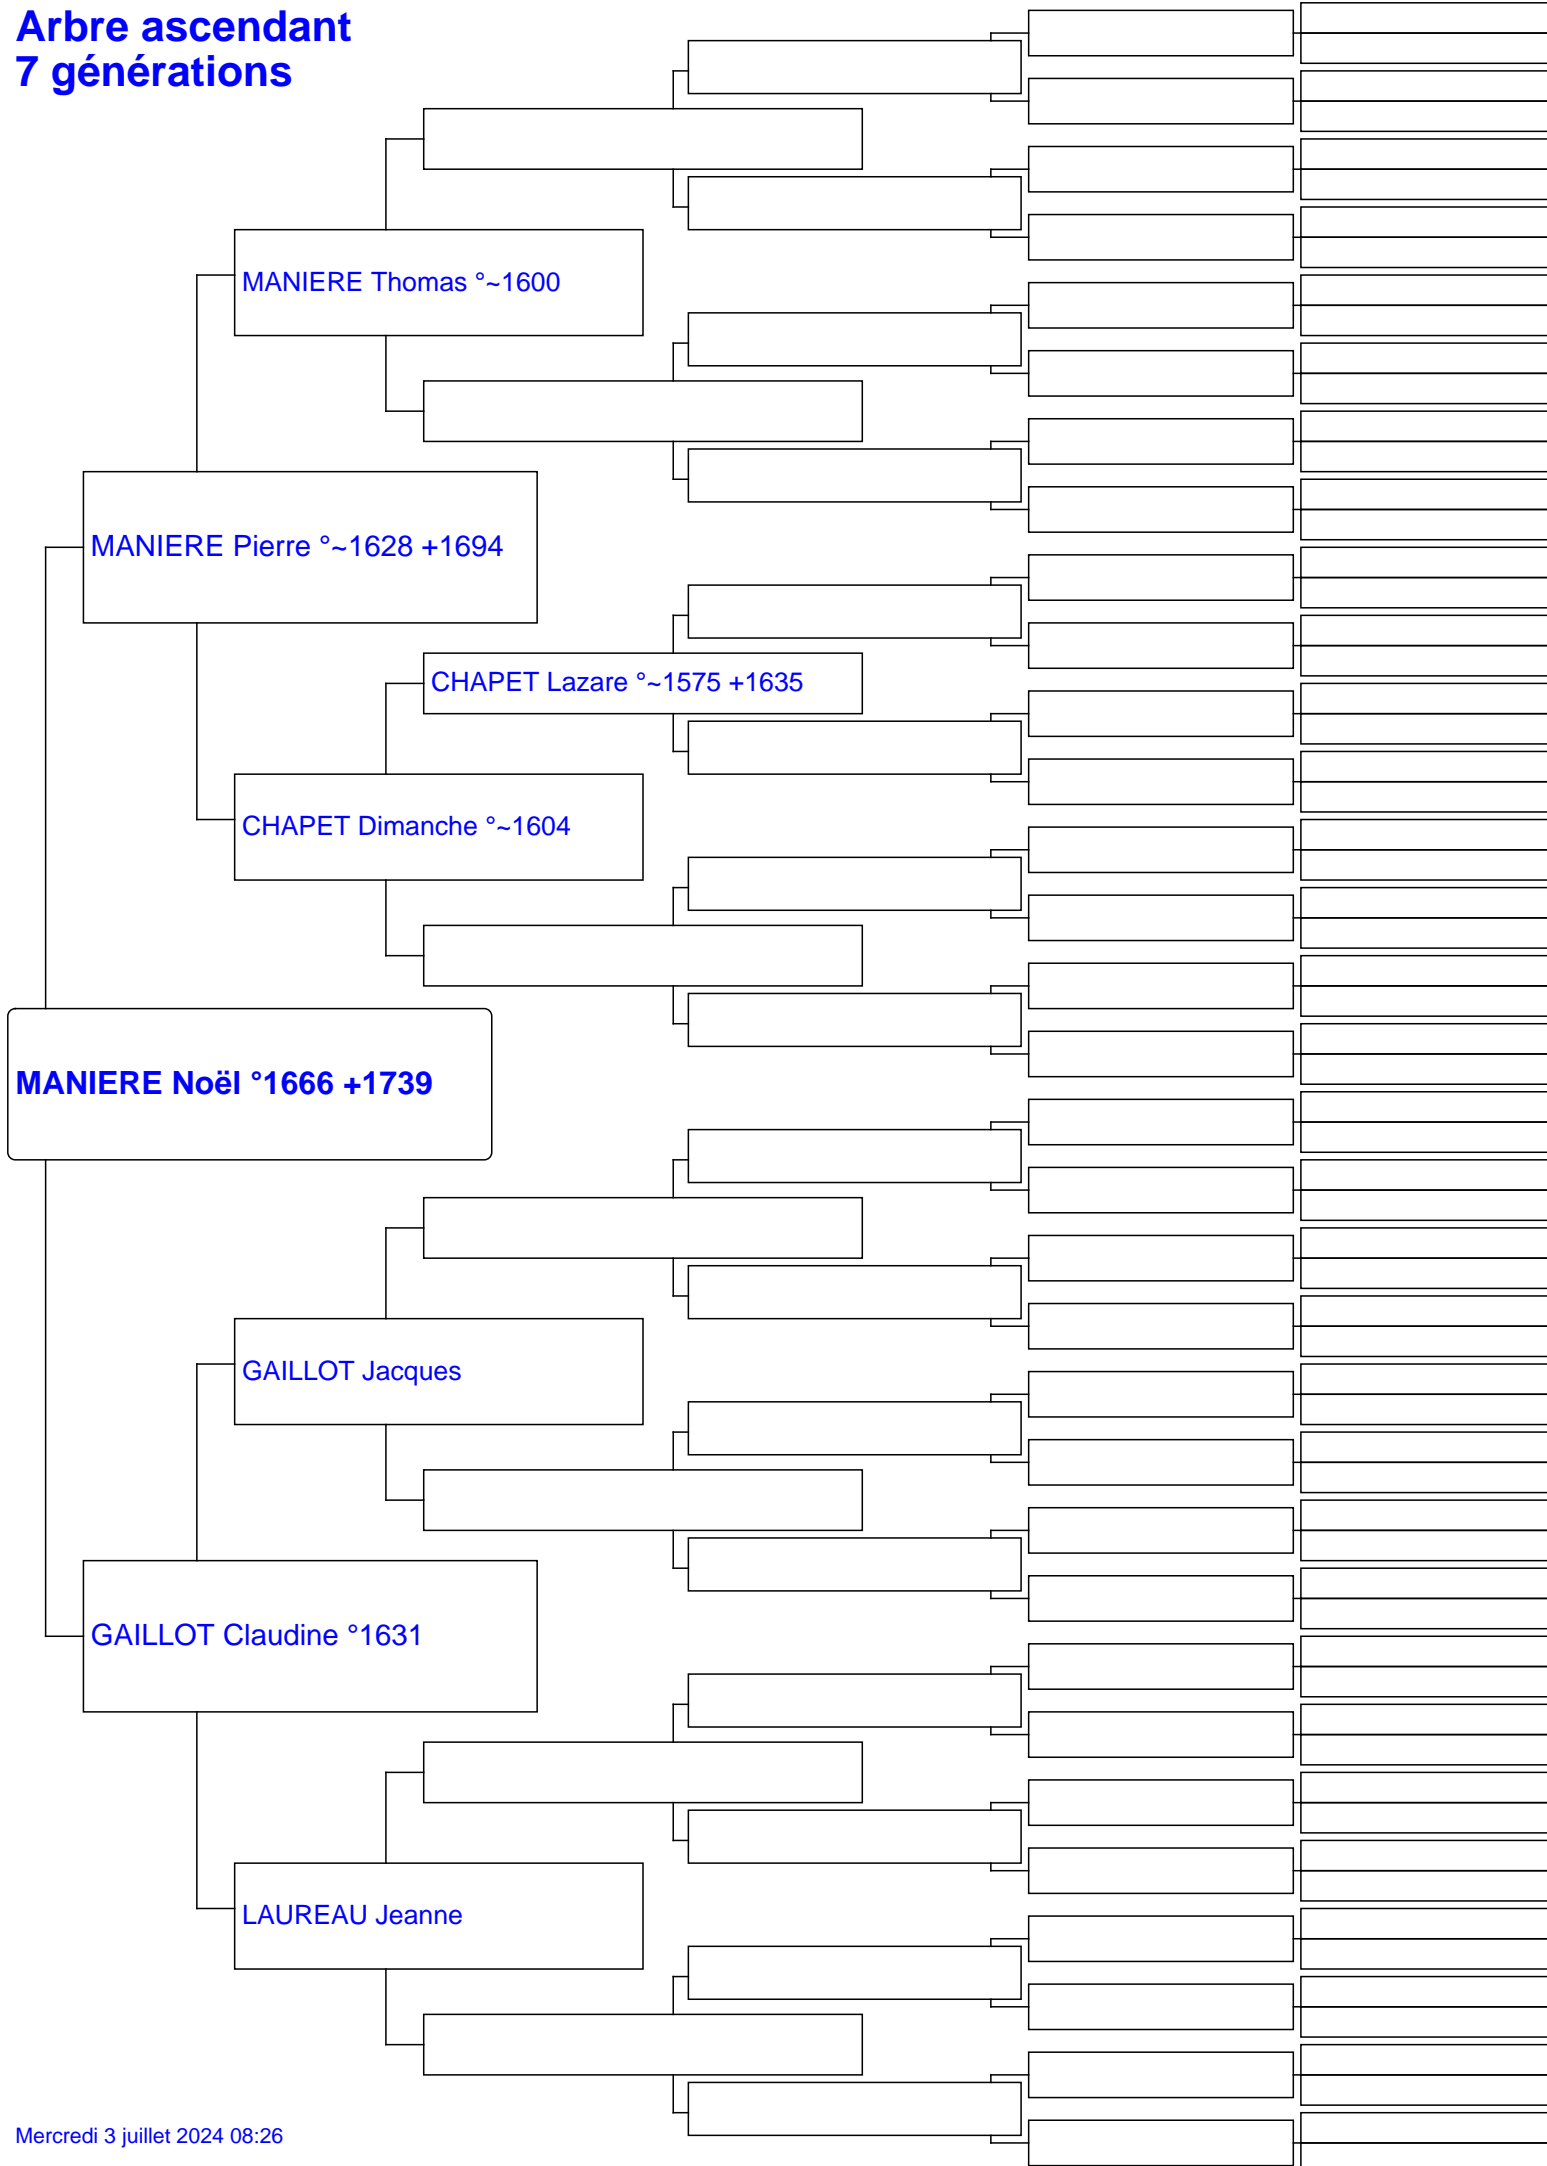 Arbre ascendant
7 générations
MANIERE Thomas °~1600
MANIERE Pierre °~1628 +1694
CHAPET Lazare °~1575 +1635
CHAPET Dimanche °~1604
MANIERE Noël °1666 +1739
GAILLOT Jacques
GAILLOT Claudine °1631
LAUREAU Jeanne
Mercredi 3 juillet 2024 08:26